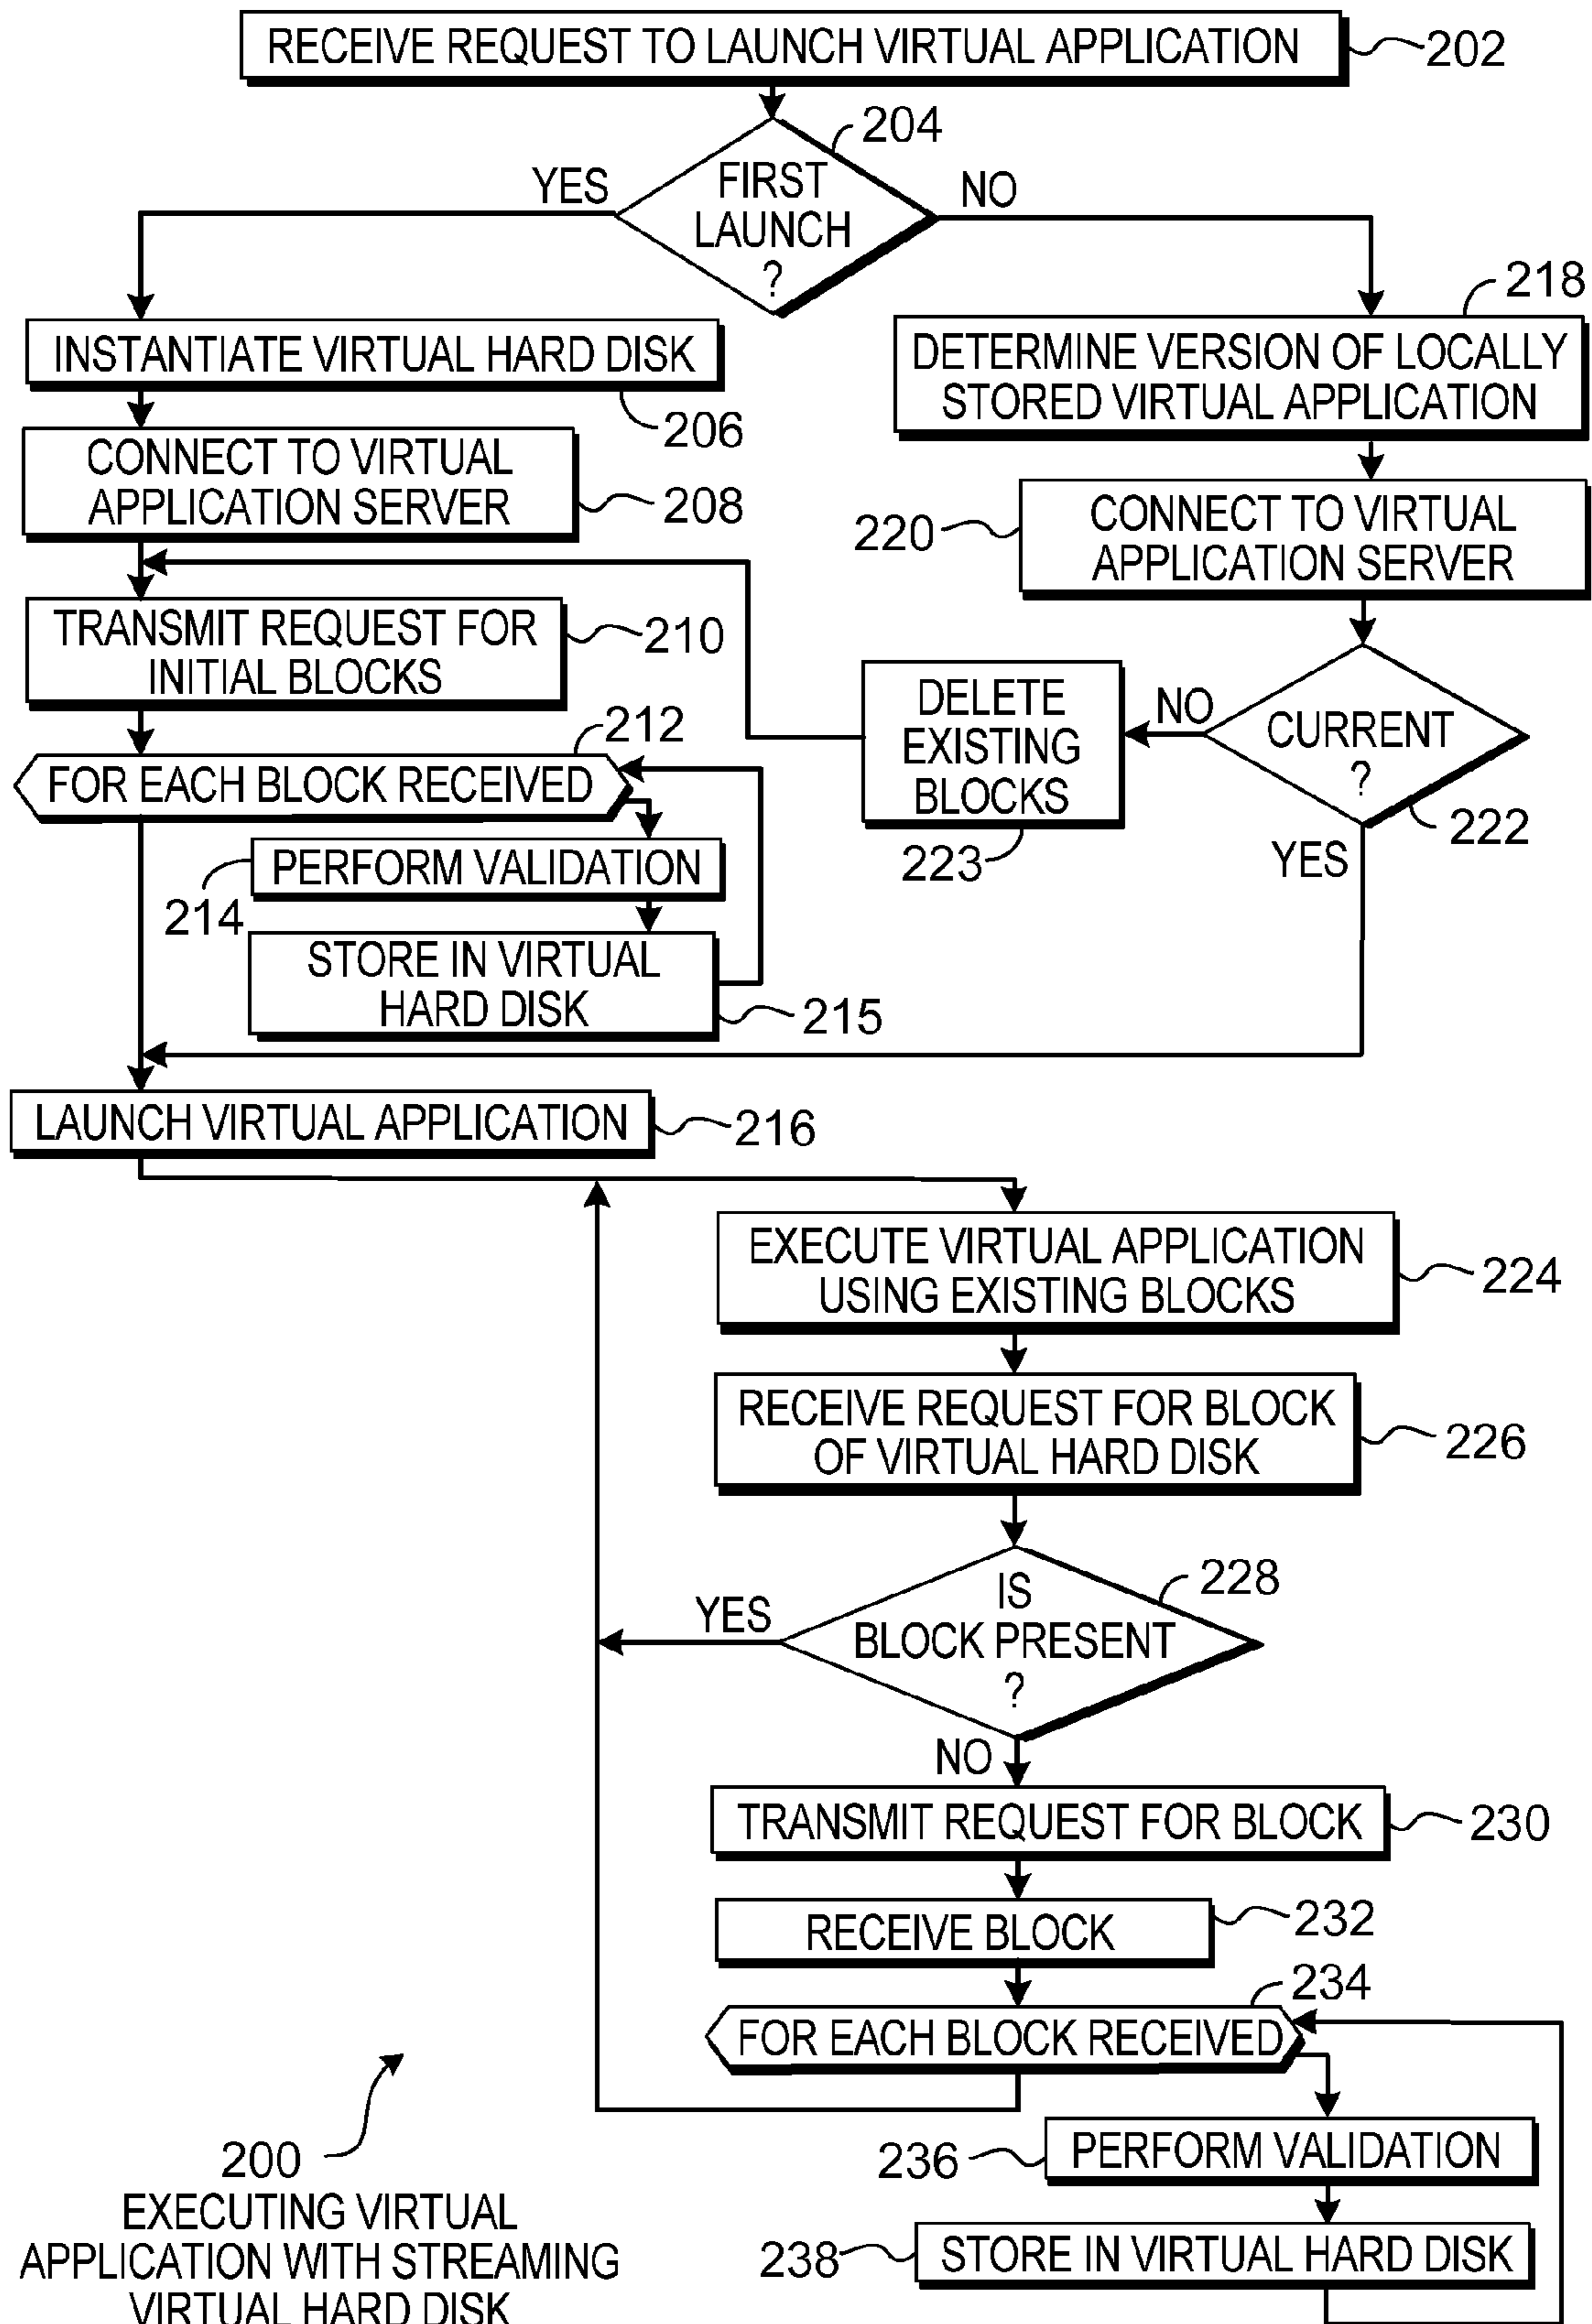 RECEIVE REQUEST TO LAUNCH VIRTUAL APPLICATION
202
204
FIRST
LAUNCH
?
YES
NO
INSTANTIATE VIRTUAL HARD DISK
206
CONNECT TO VIRTUAL
APPLICATION SERVER
208
TRANSMIT REQUEST FOR
INITIAL BLOCKS
210
212
FOR EACH BLOCK RECEIVED
PERFORM VALIDATION
214
STORE IN VIRTUAL
HARD DISK
215
218
DETERMINE VERSION OF LOCALLY
STORED VIRTUAL APPLICATION
220
CONNECT TO VIRTUAL
APPLICATION SERVER
CURRENT
?
222
NO
DELETE
EXISTING
BLOCKS
223
YES
LAUNCH VIRTUAL APPLICATION
216
EXECUTE VIRTUAL APPLICATION
USING EXISTING BLOCKS
224
RECEIVE REQUEST FOR BLOCK
OF VIRTUAL HARD DISK
226
228
IS
BLOCK PRESENT
?
YES
NO
TRANSMIT REQUEST FOR BLOCK
230
RECEIVE BLOCK
232
234
FOR EACH BLOCK RECEIVED
236
PERFORM VALIDATION
238
STORE IN VIRTUAL HARD DISK
200
EXECUTING VIRTUAL
APPLICATION WITH STREAMING
VIRTUAL HARD DISK